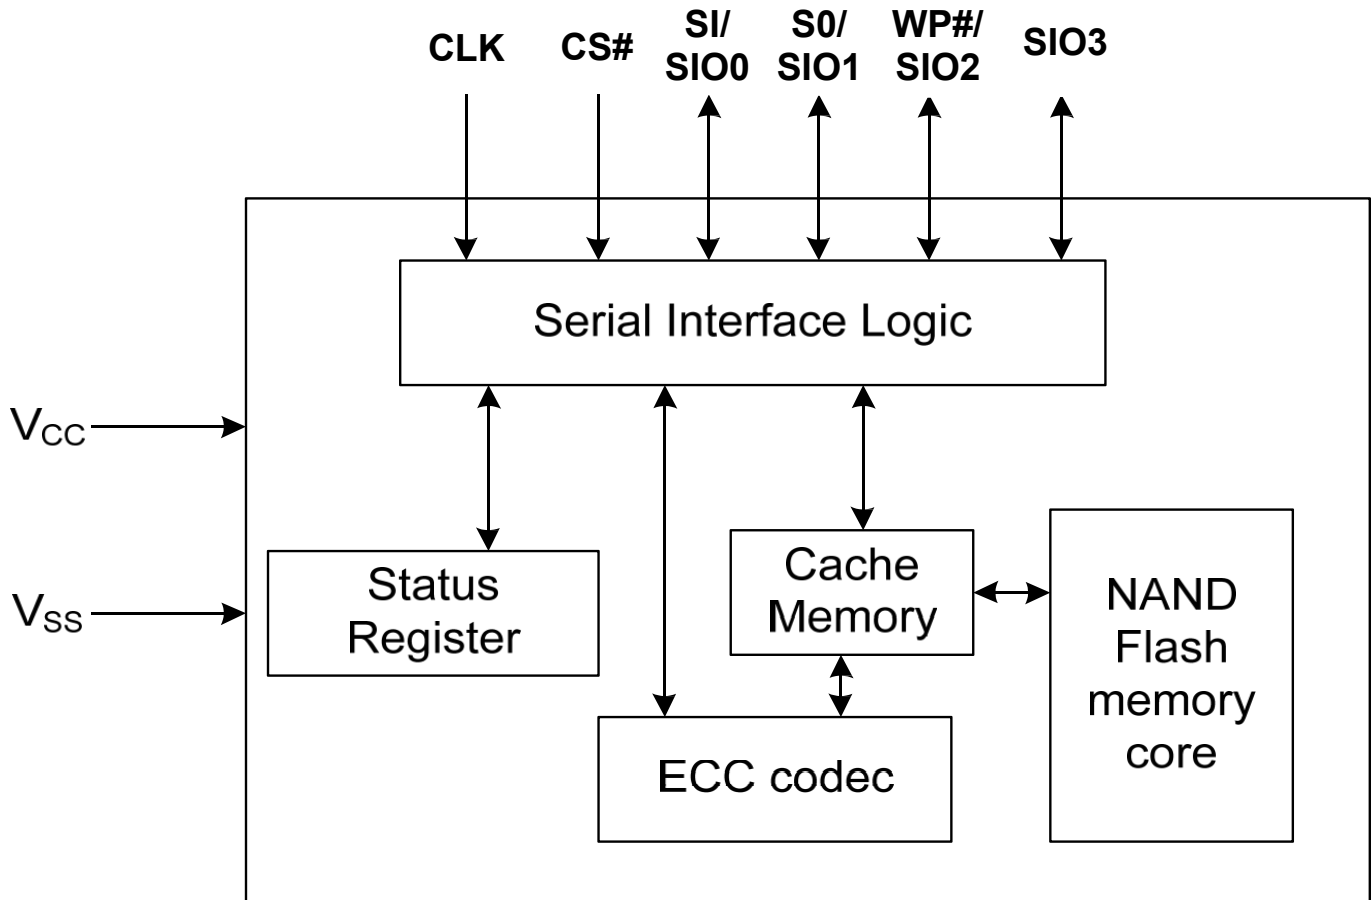 CLK
CS#
SI/
SIO0
S0/
SIO1
WP#/
SIO2
SIO3
Serial Interface Logic
VCC
VSS
Status
Register
Cache
Memory
ECC codec
NAND
Flash
memory
core